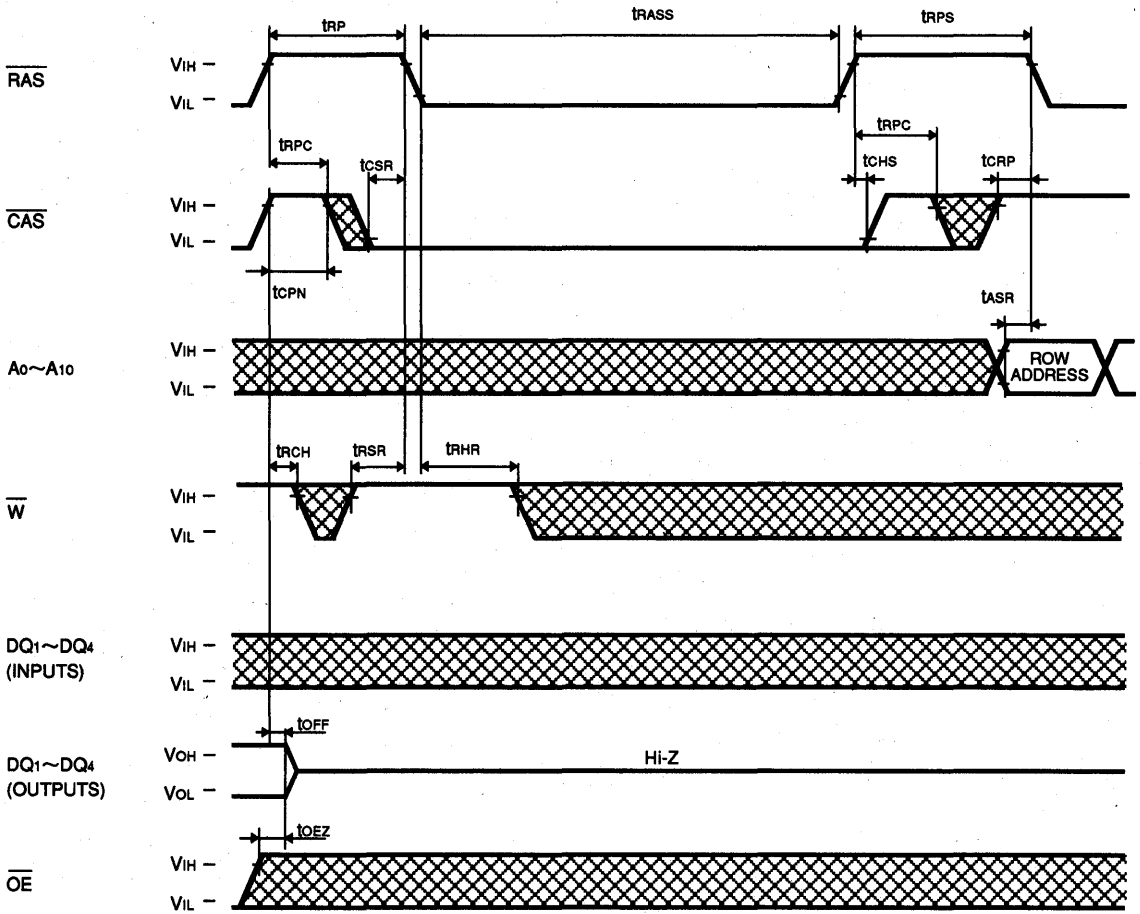 tRP
tRASS
tRPS
RAS
VIH
VIL
tRPC
tCSR
tRPC
tCHS
tCRP
CAS
VIH
VIL
tCPN
tASR
A0~A10
VIH
VIL
ROW
ADDRESS
tRCH
tRSR
tRHR
W
VIH
VIL
DQ1~DQ4
(INPUTS)
VIH
VIL
tOFF
DQ1~DQ4
(OUTPUTS)
VOH
VOL
Hi-Z
tOEZ
OE
VIH
VIL